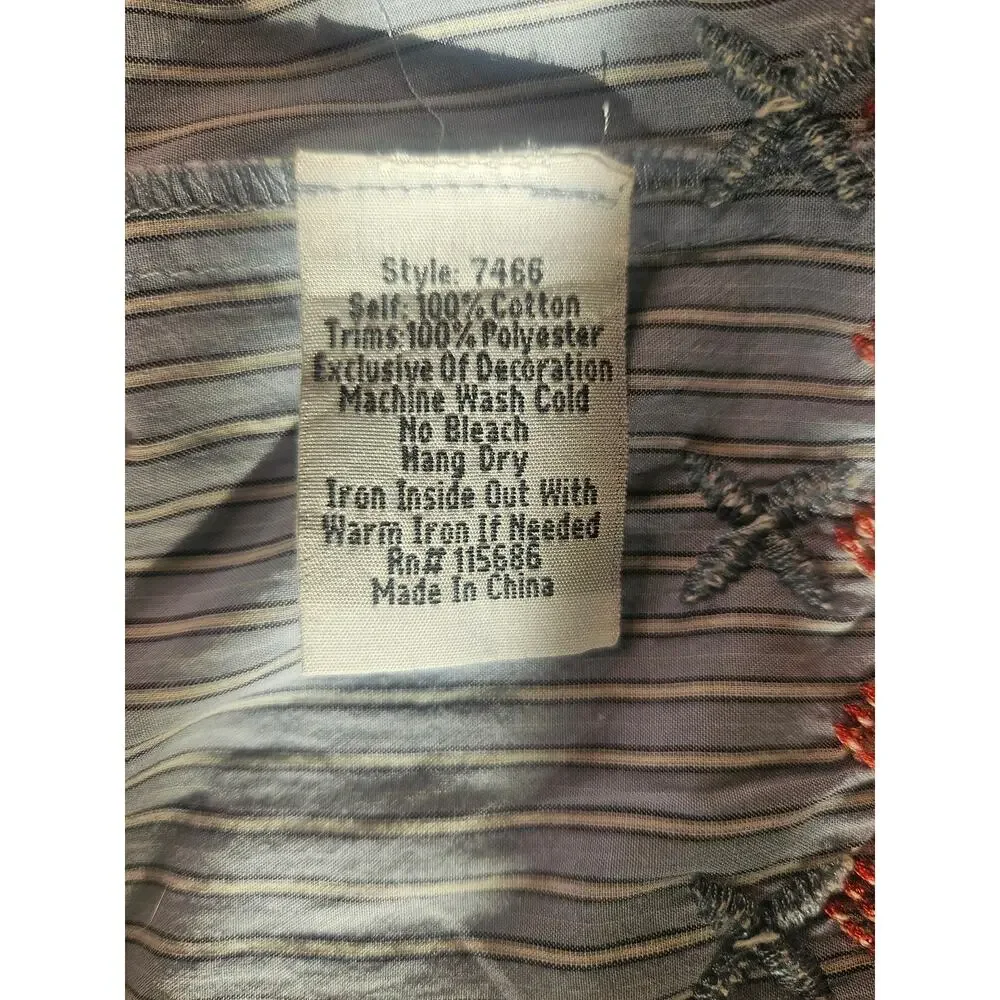 Style: 7466
Self: 100% Cotton
Trims:100% Polyester
Exclusive Of Decoration
Machine Wash Cold
No Bleach
Hang Dry
Iron Inside Out With
Warm Iron If Needed
Rn# 115686
Made In China